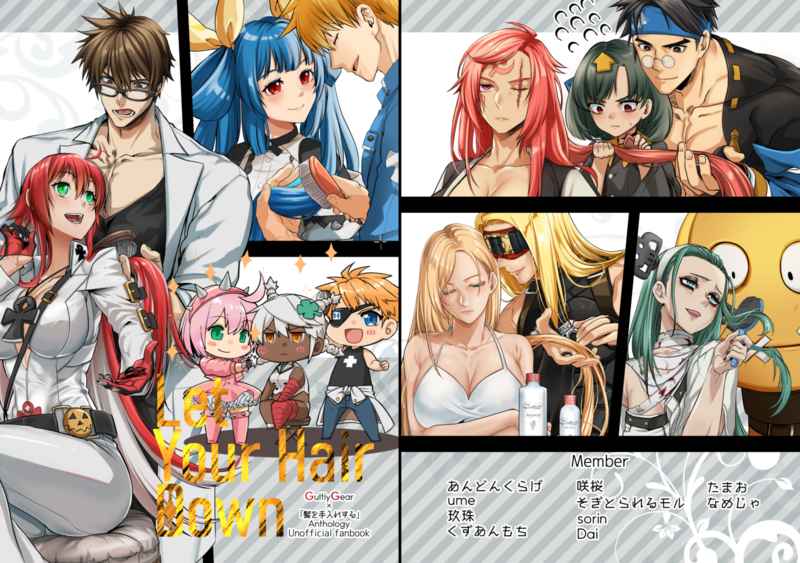 Let
Your Hair
Down
GultiyGear
×
「髪を手入れする」
Anthology
Unofficial fanbook
Member
あんどんくらげ
ume
玖珠
くずあんもち
咲桜
そぎとられるモル
sorin
Dai
たまお
なめじゃ